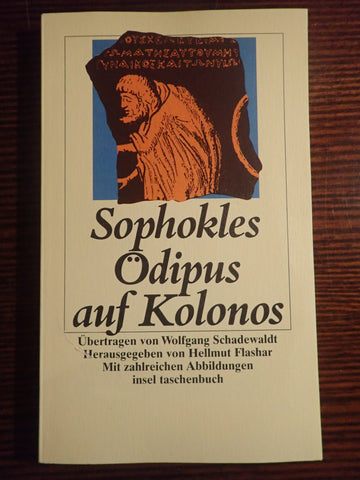 Sophokles
Ödipus
auf Kolonos
Übertragen von Wolfgang Schadewaldt
Herausgegeben von Hellmut Flashar
Mit zahlreichen Abbildungen
insel taschenbuch